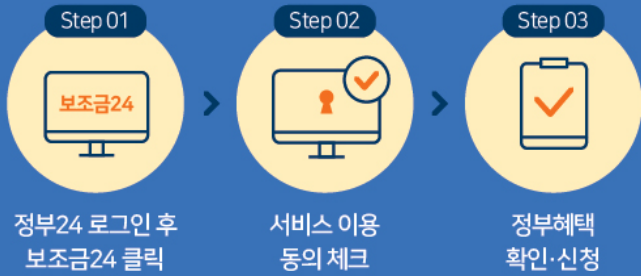 Step 01
보조금24
정부24 로그인 후
보조금24 클릭
Step 02
서비스 이용
동의 체크
Step 03
정부혜택
확인·신청